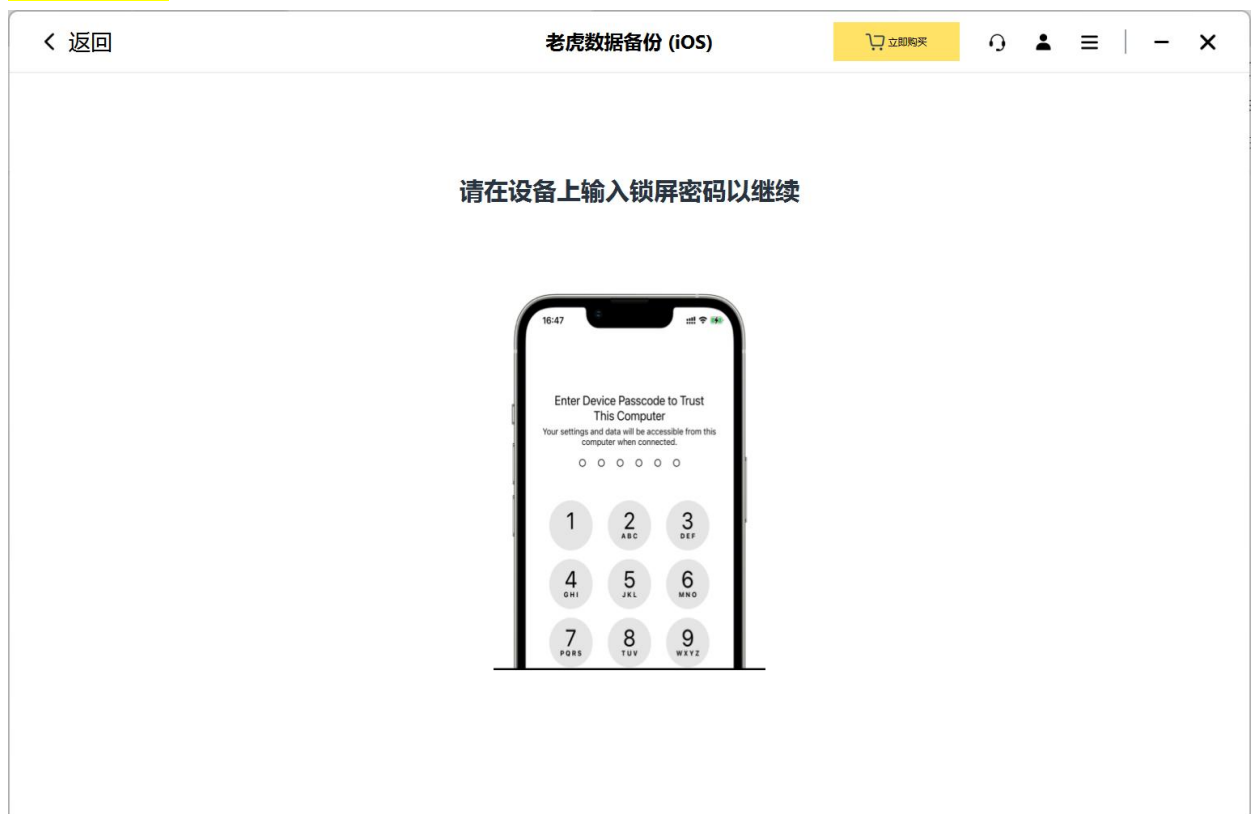 返回
老虎数据备份 (iOS)
立即购买
请在设备上输入锁屏密码以继续
16:47
Enter Device Passcode to Trust
This Computer
Your settings and data will be accessible from this
computer when connected.
1
2
ABC
3
DEF
4
GHI
5
JKL
6
MNO
7
PQRS
8
TUV
9
WXYZ